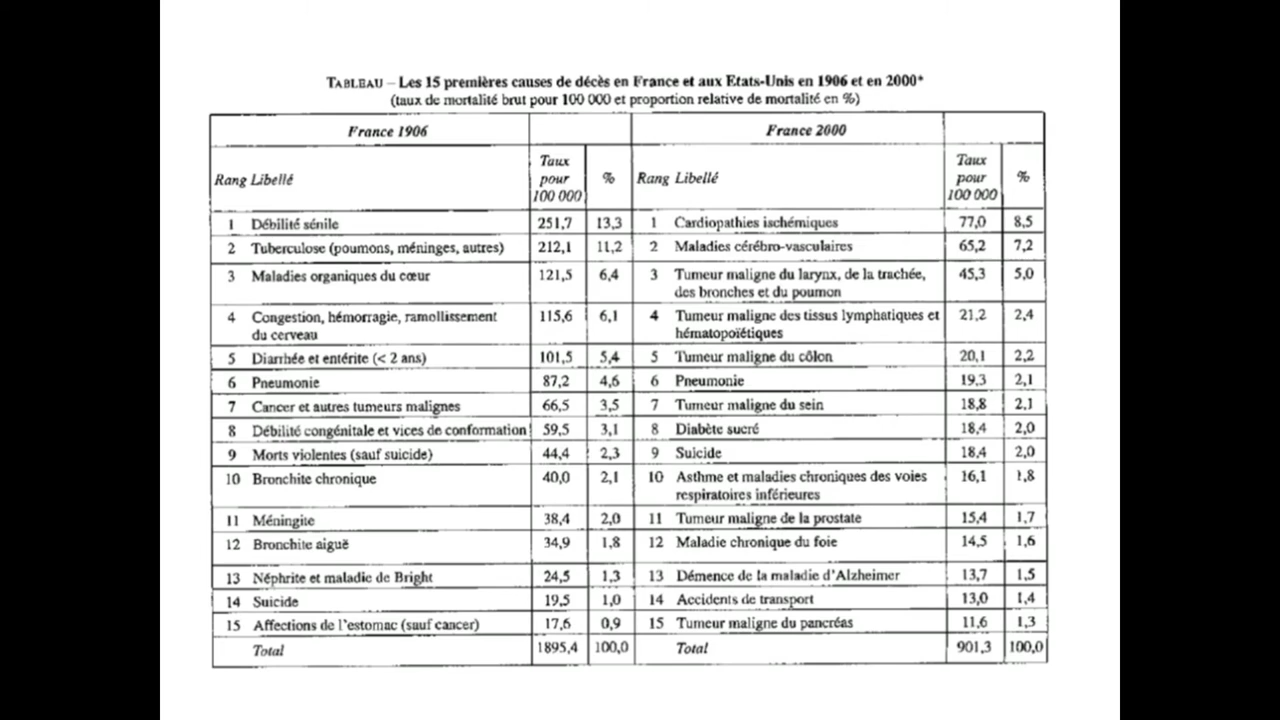 TABLEAU – Les 15 premières causes de décès en France et aux Etats-Unis en 1906 et en 2000*
(taux de mortalité brut pour 100 000 et proportion relative de mortalité en %)
France 1906 France 2000
Rang Libellé Taux pour 100 000 % Rang Libellé Taux pour 100 000 %
1 Débilité sénile 251,7 13,3 1 Cardiopathies ischémiques 77,0 8,5
2 Tuberculose (poumons, méninges, autres) 212,1 11,2 2 Maladies cérébro-vasculaires 65,2 7,2
3 Maladies organiques du cœur 121,5 6,4 3 Tumeur maligne du larynx, de la trachée, 45,3 5,0
des bronches et du poumon
4 Congestion, hémorragie, ramollissement 115,6 6,1 4 Tumeur maligne des tissus lymphatiques et 21,2 2,4
du cerveau hématopoïétiques
5 Diarrhée et entérite (< 2 ans) 101,5 5,4 5 Tumeur maligne du côlon 20,1 2,2
6 Pneumonie 87,2 4,6 6 Pneumonie 19,3 2,1
7 Cancer et autres tumeurs malignes 66,5 3,5 7 Tumeur maligne du sein 18,8 2,1
8 Débilité congénitale et vices de conformation 59,5 3,1 8 Diabète sucré 18,4 2,0
9 Morts violentes (sauf suicide) 44,4 2,3 9 Suicide 18,4 2,0
10 Bronchite chronique 40,0 2,1 10 Asthme et maladies chroniques des voies 16,1 1,8
respiratoires inférieures
11 Méningite 38,4 2,0 11 Tumeur maligne de la prostate 15,4 1,7
12 Bronchite aiguë 34,9 1,8 12 Maladie chronique du foie 14,5 1,6
13 Néphrite et maladie de Bright 24,5 1,3 13 Démence de la maladie d'Alzheimer 13,7 1,5
14 Suicide 19,5 1,0 14 Accidents de transport 13,0 1,4
15 Affections de l'estomac (sauf cancer) 17,6 0,9 15 Tumeur maligne du pancréas 11,6 1,3
Total 1895,4 100,0 Total 901,3 100,0